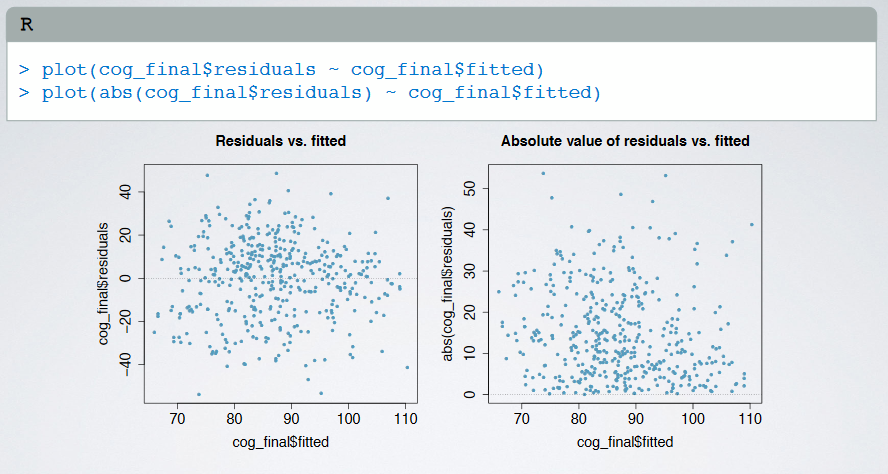 R
> plot(cog_final$residuals ~ cog_final$fitted)
> plot(abs(cog_final$residuals) ~ cog_final$fitted)
Residuals vs. fitted
cog_final$residuals
40
20
0
−20
−40
70 80 90 100 110
cog_final$fitted
Absolute value of residuals vs. fitted
abs(cog_final$residuals)
50
40
30
20
10
0
70 80 90 100 110
cog_final$fitted